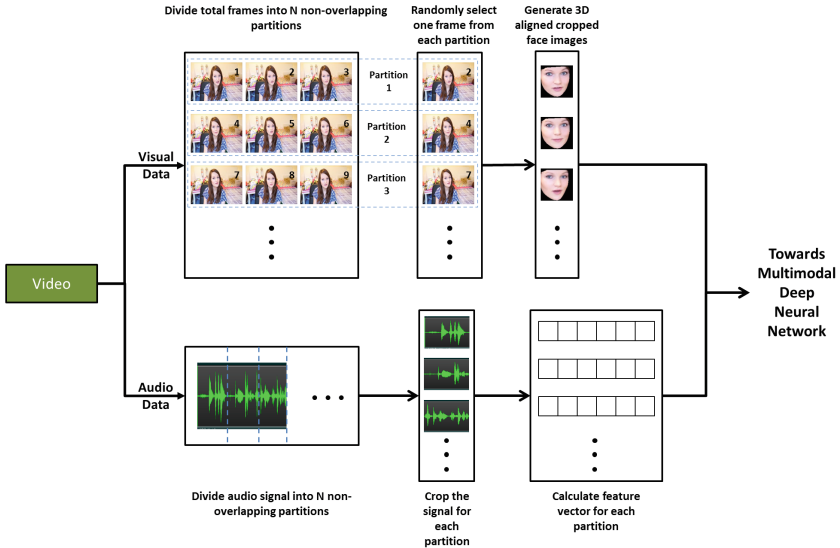 Divide total frames into N non-overlapping
partitions
Randomly select
one frame from
each partition
Generate 3D
aligned cropped
face images
1
2
3
Partition
1
2
4
5
6
Partition
2
4
7
8
9
Partition
3
7
Visual
Data
Video
Towards
Multimodal
Deep
Neural
Network
Audio
Data
Divide audio signal into N non-
overlapping partitions
Crop the
signal for
each
partition
Calculate feature
vector for each
partition